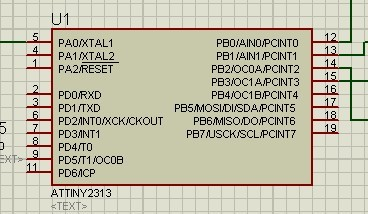 U1
5 PA0/XTAL1 PB0/AIN0/PCINT0 12
4 PA1/XTAL2 PB1/AIN1/PCINT1 13
1 PA2/RESET PB2/OC0A/PCINT2 14
PB3/OC1A/PCINT3 15
2 PD0/RXD PB4/OC1B/PCINT4 16
3 PD1/TXD PB5/MOSI/DI/SDA/PCINT5 17
6 PD2/INT0/XCK/CKOUT PB6/MISO/DO/PCINT6 18
7 PD3/INT1 PB7/USCK/SCL/PCINT7 19
8 PD4/T0
TEXT> 9 PD5/T1/OC0B
11 PD6/ICP
ATTINY2313
<TEXT>